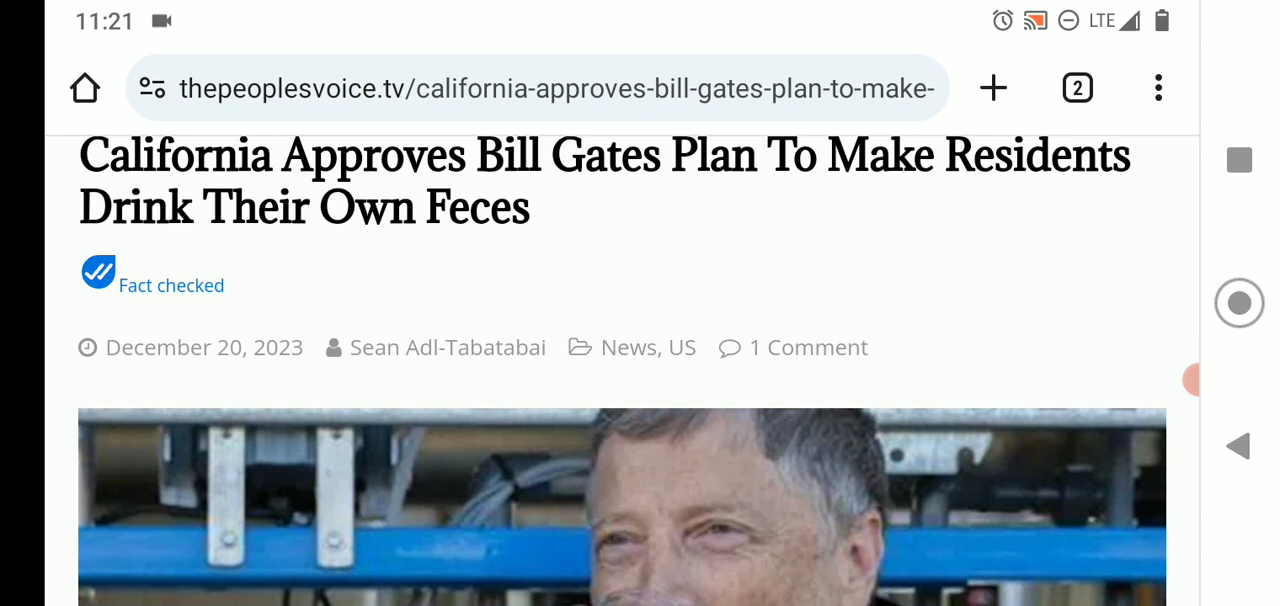 11:21 LTE
thepeoplesvoice.tv/california-approves-bill-gates-plan-to-make- 2
California Approves Bill Gates Plan To Make Residents
Drink Their Own Feces
Fact checked
December 20, 2023 Sean Adl-Tabatabai News, US 1 Comment